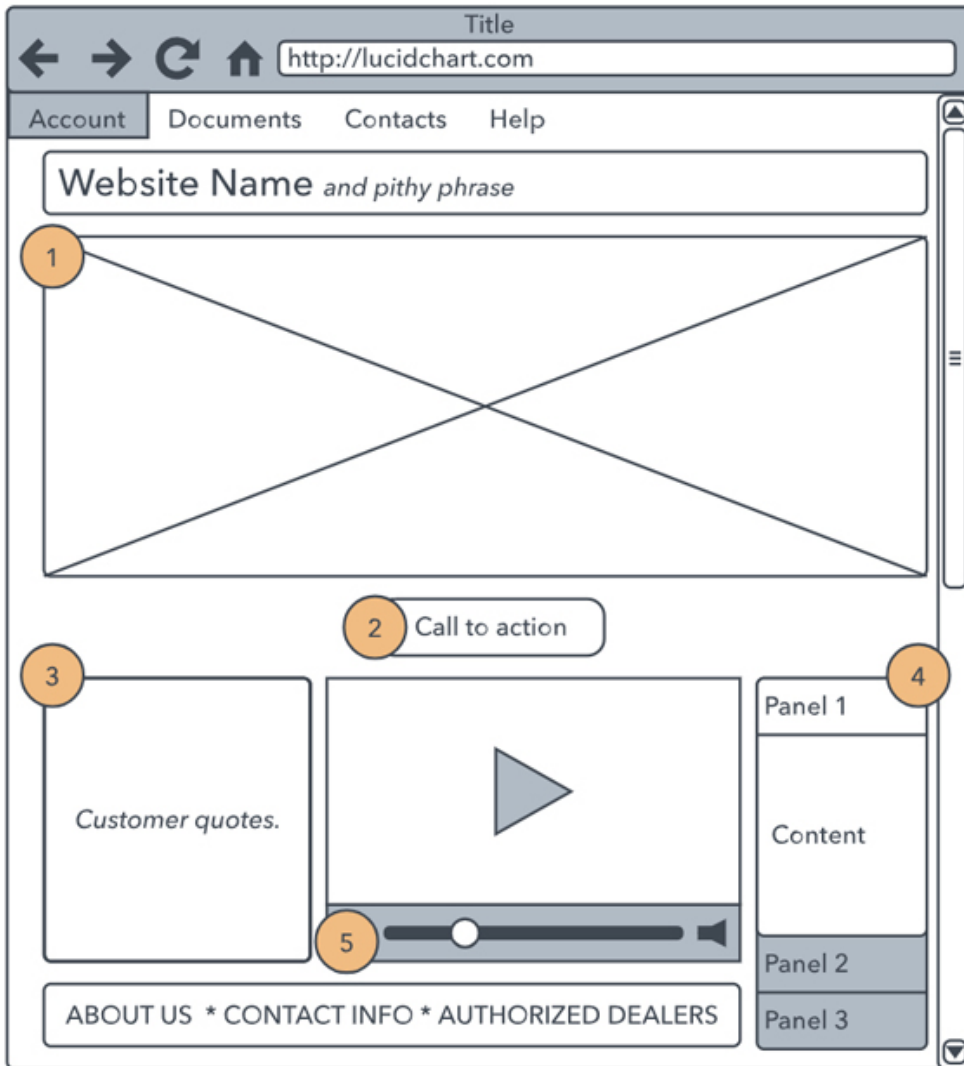 Title
http://lucidchart.com
Account Documents Contacts Help
Website Name and pithy phrase
1
2 Call to action
3
4
Panel 1
Customer quotes.
Content
5
Panel 2
ABOUT US * CONTACT INFO * AUTHORIZED DEALERS
Panel 3